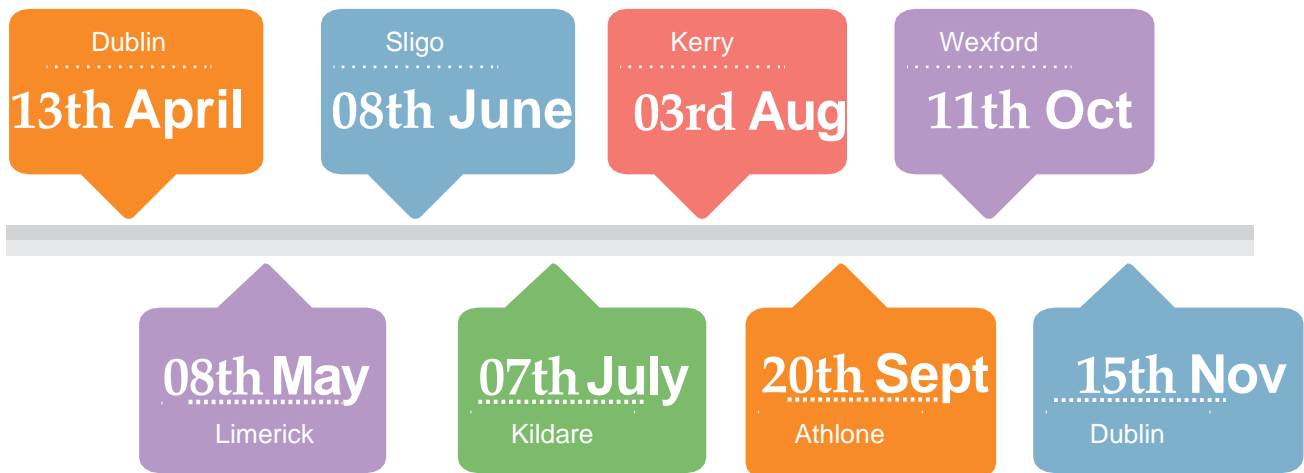 Dublin
13th April
Sligo
08th June
Kerry
03rd Aug
Wexford
11th Oct
08th May
Limerick
07th July
Kildare
20th Sept
Athlone
15th Nov
Dublin